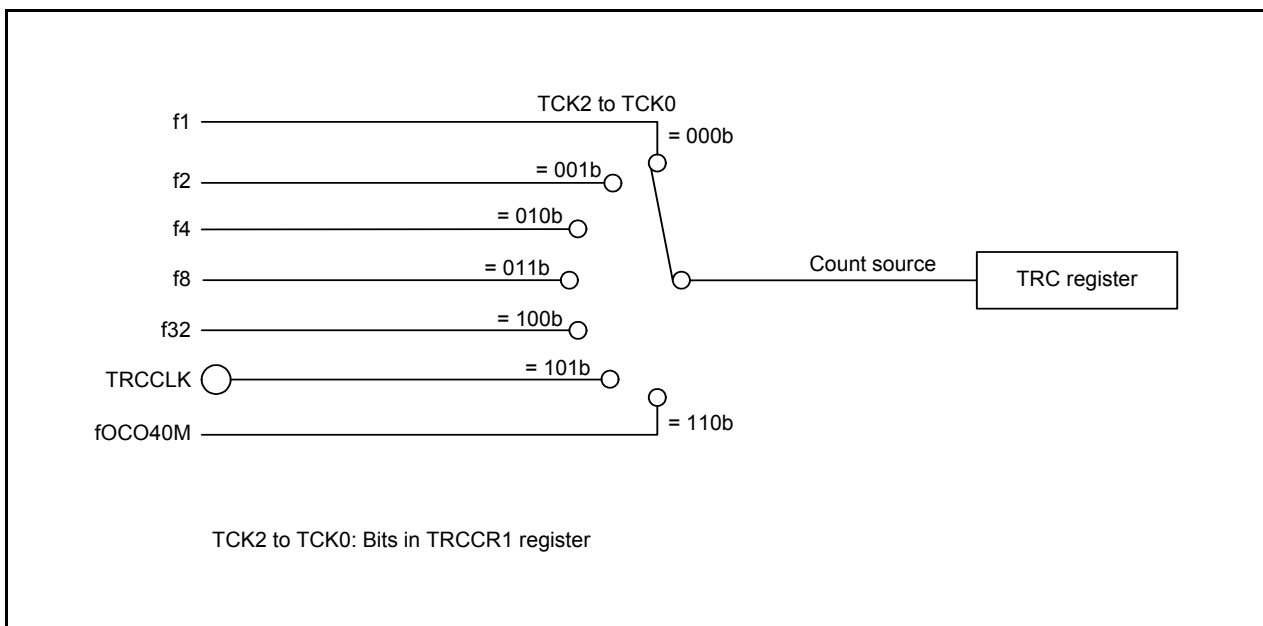 TCK2 to TCK0
f1
= 000b
f2
= 001b
f4
= 010b
f8
= 011b
Count source
TRC register
f32
= 100b
TRCCLK
= 101b
fOCO40M
= 110b
TCK2 to TCK0: Bits in TRCCR1 register